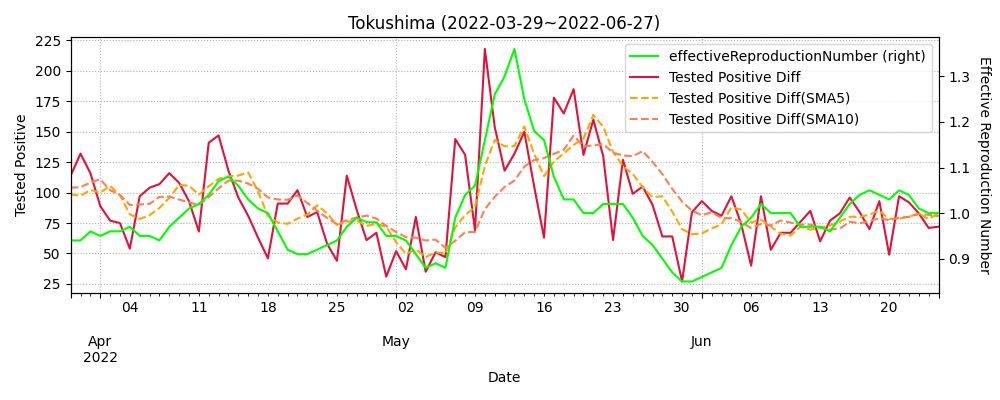 Tokushima (2022-03-29~2022-06-27)
225
200
175
150
125
100
75
50
25
Tested Positive
effectiveReproductionNumber (right)
Tested Positive Diff
Tested Positive Diff(SMA5)
Tested Positive Diff(SMA10)
1.3
1.2
1.1
1.0
0.9
Effective Reproduction Number
04 11 18 25 02 09 16 23 30 06 13 20
Apr May Jun
2022
Date